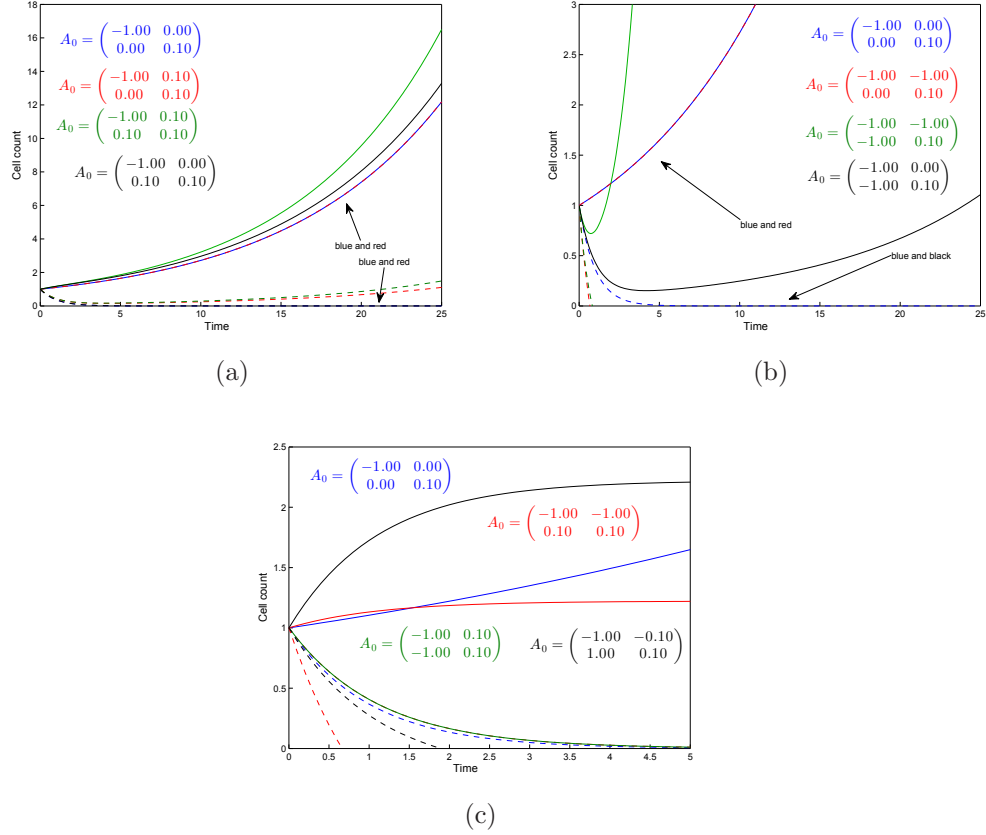 18
16
14
12
10
8
6
4
2
0
Cell count
0 5 10 15 20 25
Time
A₀ = (−1.00 0.00
0.00 0.10)
A₀ = (−1.00 0.10
0.00 0.10)
A₀ = (−1.00 0.10
0.10 0.10)
A₀ = (−1.00 0.00
0.10 0.10)
blue and red
blue and red
(a)
3
2.5
2
1.5
1
0.5
0
Cell count
0 5 10 15 20 25
Time
A₀ = (−1.00 0.00
0.00 0.10)
A₀ = (−1.00 −1.00
0.00 0.10)
A₀ = (−1.00 −1.00
−1.00 0.10)
A₀ = (−1.00 0.00
−1.00 0.10)
blue and red
blue and black
(b)
2.5
2
1.5
1
0.5
0
Cell count
0 0.5 1 1.5 2 2.5 3 3.5 4 4.5 5
Time
A₀ = (−1.00 0.00
0.00 0.10)
A₀ = (−1.00 −1.00
0.10 0.10)
A₀ = (−1.00 0.10
−1.00 0.10)
A₀ = (−1.00 −0.10
1.00 0.10)
(c)